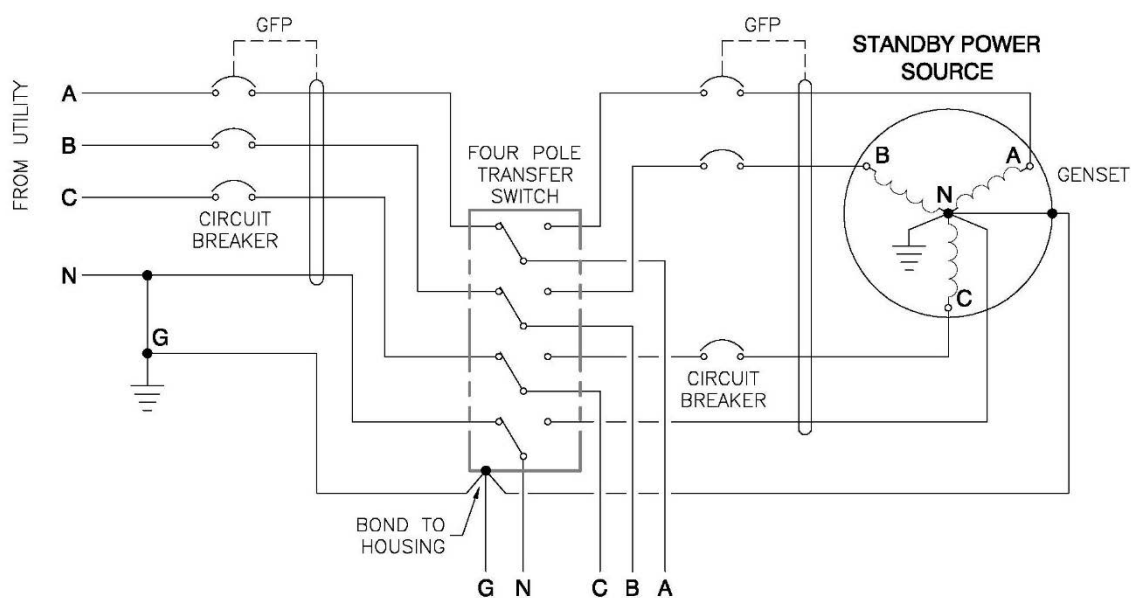 GFP
GFP
STANDBY POWER
SOURCE
FROM UTILITY
A
B
C
N
G
CIRCUIT
BREAKER
FOUR POLE
TRANSFER
SWITCH
B
A
N
C
GENSET
CIRCUIT
BREAKER
BOND TO
HOUSING
G N C B A